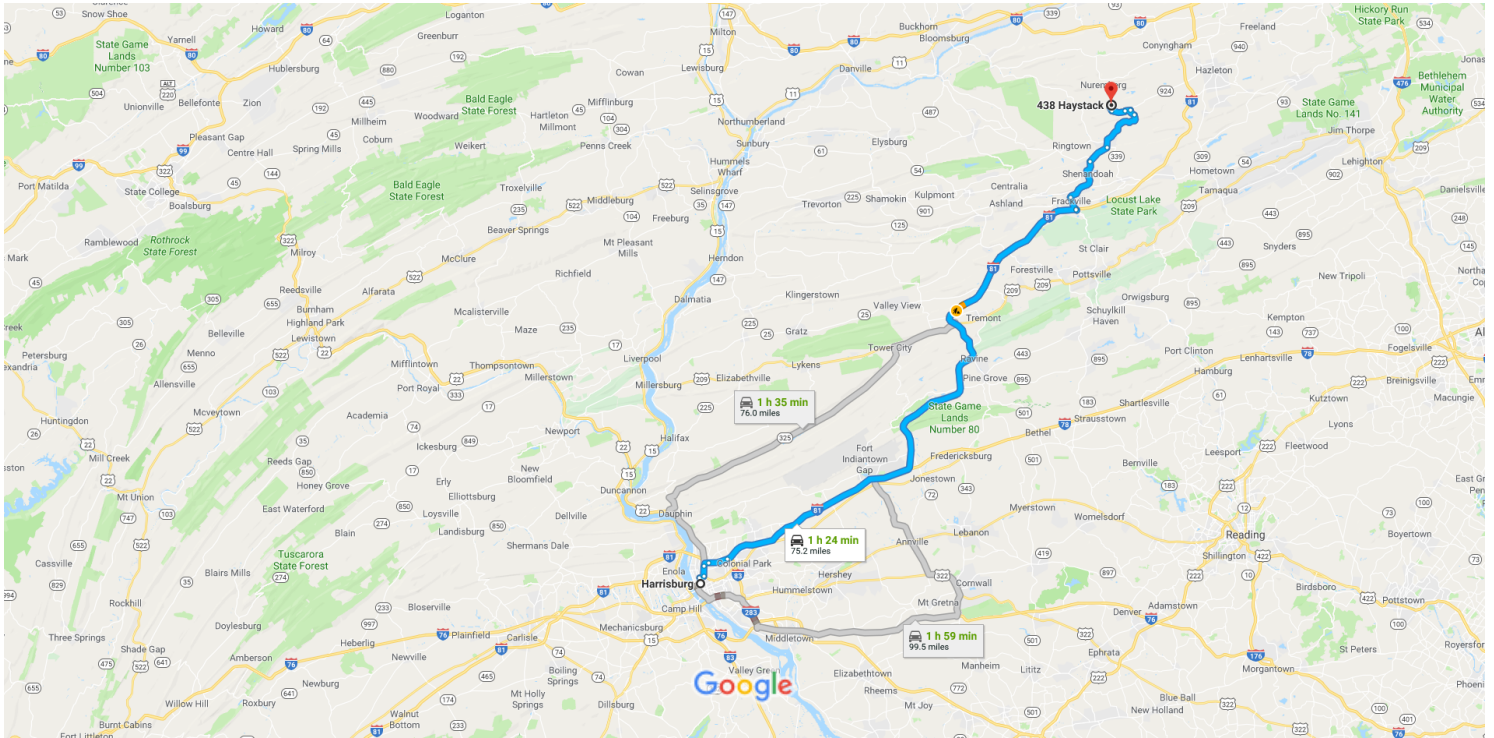 Clarence
Snow Shoe
Yarnell
Howard
Loganton
Greenburr
Milton
Buckhorn
Bloomsburg
Freeland
Conyngham
Hickory Run
State Park
State Game
Lands
Number 103
Hublersburg
Lewisburg
Cowan
Danville
Nuremberg
Hazleton
Bethlehem
Municipal
Water
Authority
Unionville
Bellefonte
Zion
Bald Eagle
State Forest
Mifflinburg
438 Haystack
State Game
Lands No. 141
Millheim
Woodward
Hartleton
Millmont
Northumberland
Pleasant Gap
Coburn
Spring Mills
Centre Hall
Weikert
Penns Creek
Sunbury
Elysburg
Ringtown
Jim Thorpe
Hummels
Wharf
Lehighton
Port Matilda
State College
Boalsburg
Bald Eagle
State Forest
Troxelville
Selinsgrove
Shenandoah
Hometown
Tamaqua
Middleburg
Freeburg
Trevorton
Shamokin
Kulpmont
Centralia
Ashland
Frackville
Locust Lake
State Park
Danielsville
Ramblewood
Rothrock
State Forest
Milroy
Beaver Springs
Mt Pleasant
Mills
St Clair
Snyders
Mark
McClure
Herndon
Richfield
Forestville
Pottsville
New Tripoli
Reedsville
Alfarata
Dalmatia
Klingerstown
Valley View
Orwigsburg
Burnham
Highland Park
Mcalisterville
Maze
Gratz
Tremont
Schuylkill
Haven
Kempton
Belleville
Lewistown
Petersburg
Menno
Mifflintown
Thompsontown
Liverpool
Tower City
Lykens
Ravine
Port Clinton
Lenhartsville
Fogelsville
Allensville
Port Royal
Millerstown
Millersburg
Elizabethville
Pine Grove
Hamburg
Breinigsville
Emm
Macungie
Mcveytown
Academia
1 h 35 min
76.0 miles
State Game
Lands
Number 80
Shartlesville
Strausstown
Kutztown
Huntingdon
Ickesburg
Newport
Halifax
Bethel
Lyons
Mill Creek
Reeds Gap
Honey Grove
Erly
New
Bloomfield
Fort
Indiantown
Gap
Fredericksburg
Leesport
Fleetwood
Bernville
Mt Union
Elliottsburg
Duncannon
Jonestown
East Waterford
Loysville
Landisburg
Dellville
Dauphin
Myerstown
Womelsdorf
Boyertown
Blain
Shermans Dale
1 h 24 min
75.2 miles
Annville
Lebanon
Reading
Shillington
Cassville
Tuscarora
State Forest
Blairs Mills
Enola
Colonial Park
Harrisburg
Hershey
Cornwall
Birdsboro
Rockhill
Bloserville
Camp Hill
Hummelstown
Mt Gretna
Adamstown
Pottstown
Three Springs
Doylesburg
Mechanicsburg
Denver
Heberlig
Plainfield
Carlisle
Middletown
1 h 59 min
99.5 miles
Royersford
Shade Gap
Amberson
Newville
Boiling
Springs
Valley Green
Ephrata
St Peters
Manheim
Lititz
Morgantown
Newburg
Google
Elizabethtown
Rheems
Willow Hill
Roxbury
Mt Holly
Springs
Dillsburg
Mt Joy
Blue Ball
New Holland
Burnt Cabins
Walnut
Bottom
Fort Littleton